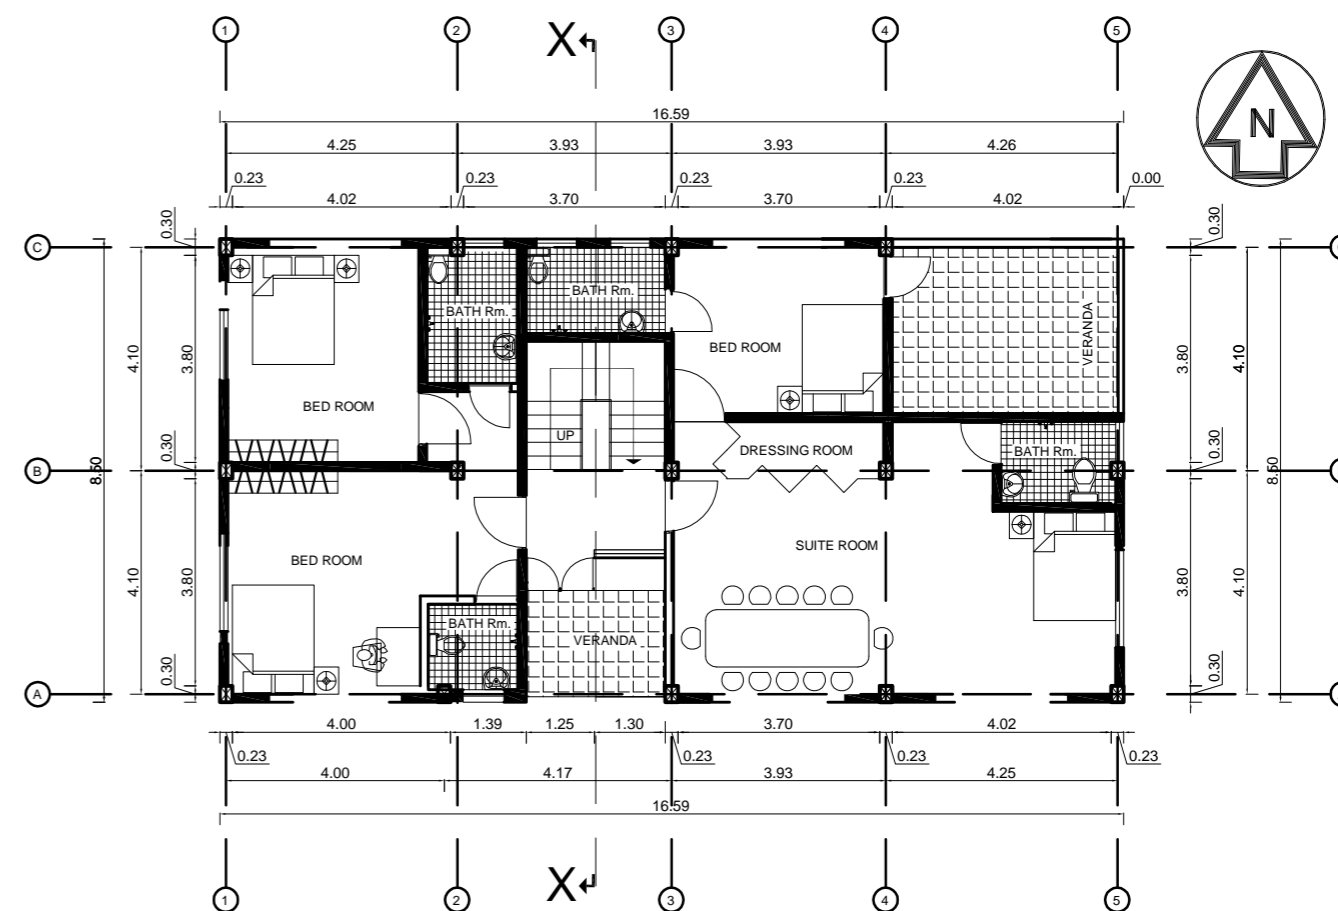 1 2 3 4 5
X X
N
16.59
4.25 3.93 3.93 4.26
0.23 0.23 0.23 0.23 0.00
4.02 3.70 3.70 4.02
0.30 0.30
C
BATH Rm.
BATH Rm.
VERANDA
BED ROOM
4.10 3.80 3.80 4.10
BED ROOM
UP
DRESSING ROOM
BATH Rm.
0.30 0.30
B
8.50 8.50
SUITE ROOM
BED ROOM
4.10 3.80 3.80 4.10
BATH Rm.
VERANDA
0.30 0.30
A
4.00 1.39 1.25 1.30 3.70 4.02
0.23 0.23 0.23 0.23
4.00 4.17 3.93 4.25
16.59
1 2 3 4 5